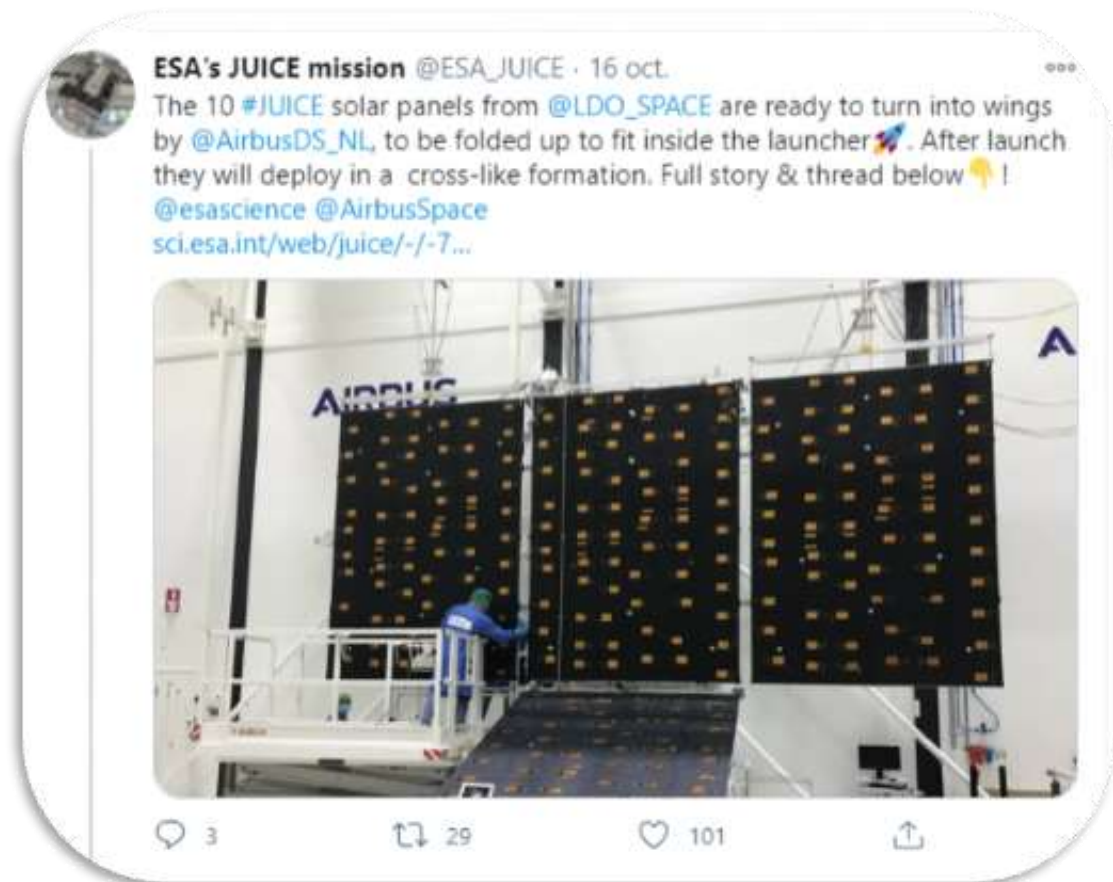 ESA's JUICE mission @ESA_JUICE · 16 oct.
The 10 #JUICE solar panels from @LDO_SPACE are ready to turn into wings
by @AirbusDS_NL, to be folded up to fit inside the launcher🚀. After launch
they will deploy in a cross-like formation. Full story & thread below👇!
@esascience @AirbusSpace
sci.esa.int/web/juice/-/-7...
AIRBUS
A
3 29 101